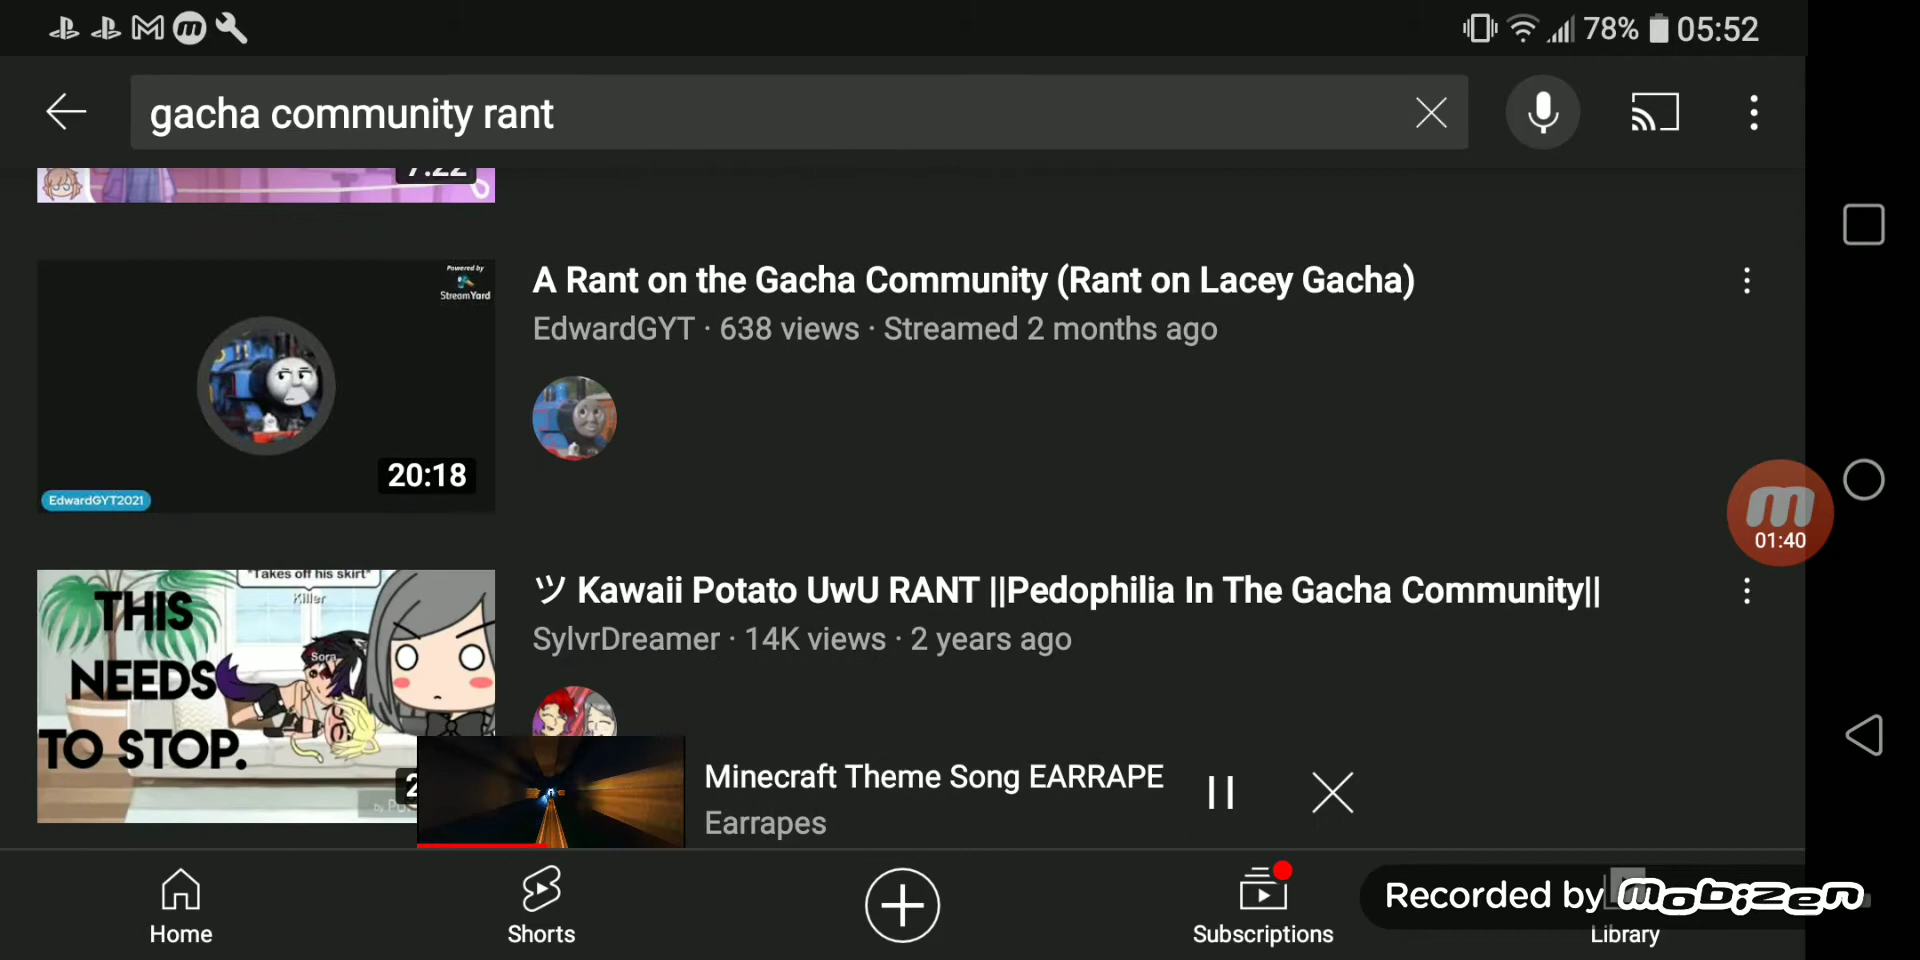 78% 05:52
gacha community rant
7:22
Powered by
StreamYard
A Rant on the Gacha Community (Rant on Lacey Gacha)
EdwardGYT · 638 views · Streamed 2 months ago
20:18
EdwardGYT2021
01:40
*Takes off his skirt*
Killer
THIS
NEEDS
TO STOP.
Sora
ツ Kawaii Potato UwU RANT ||Pedophilia In The Gacha Community||
SylvrDreamer · 14K views · 2 years ago
Minecraft Theme Song EARRAPE
Earrapes
Home
Shorts
Subscriptions
Library
Recorded by mobizen